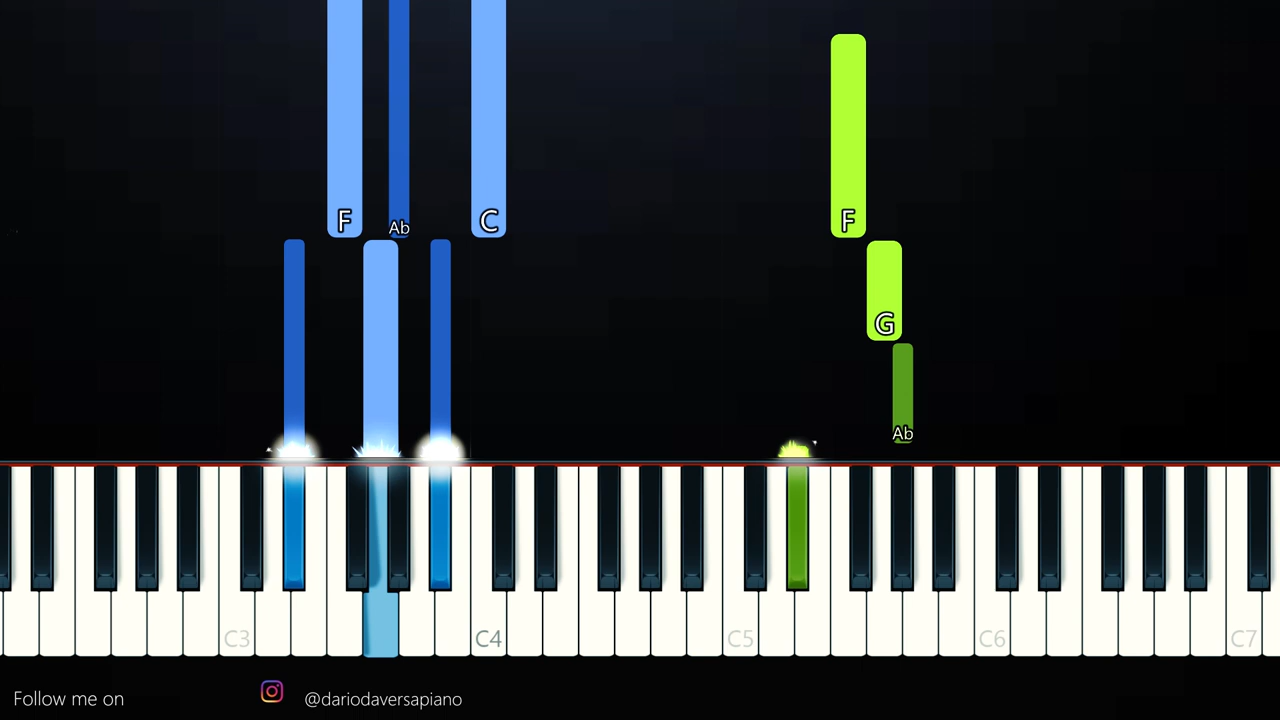 F
Ab
C
F
G
Ab
C3
C4
C5
C6
C7
Follow me on
@dariodaversapiano